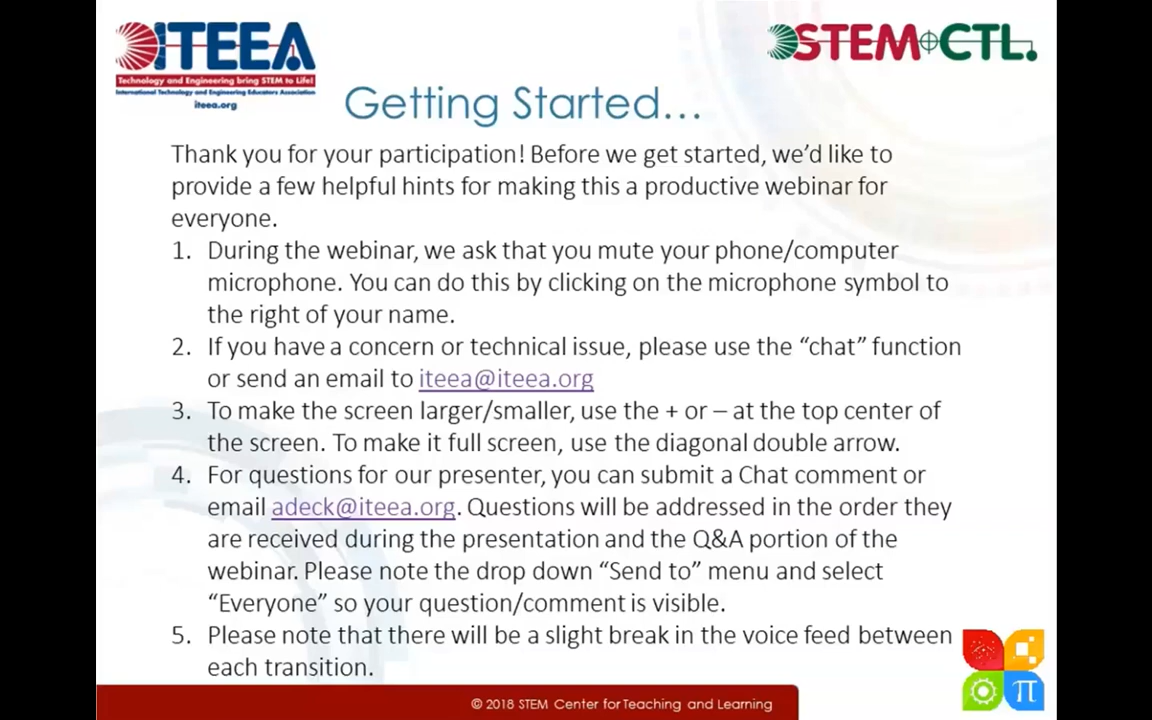 ITEEA
Technology and Engineering bring STEM to Life!
International Technology and Engineering Educators Association
iteea.org
STEM CTL.
Getting Started…
Thank you for your participation! Before we get started, we’d like to
provide a few helpful hints for making this a productive webinar for
everyone.
1. During the webinar, we ask that you mute your phone/computer
microphone. You can do this by clicking on the microphone symbol to
the right of your name.
2. If you have a concern or technical issue, please use the “chat” function
or send an email to iteea@iteea.org
3. To make the screen larger/smaller, use the + or – at the top center of
the screen. To make it full screen, use the diagonal double arrow.
4. For questions for our presenter, you can submit a Chat comment or
email adeck@iteea.org. Questions will be addressed in the order they
are received during the presentation and the Q&A portion of the
webinar. Please note the drop down “Send to” menu and select
“Everyone” so your question/comment is visible.
5. Please note that there will be a slight break in the voice feed between
each transition.
π
© 2018 STEM Center for Teaching and Learning